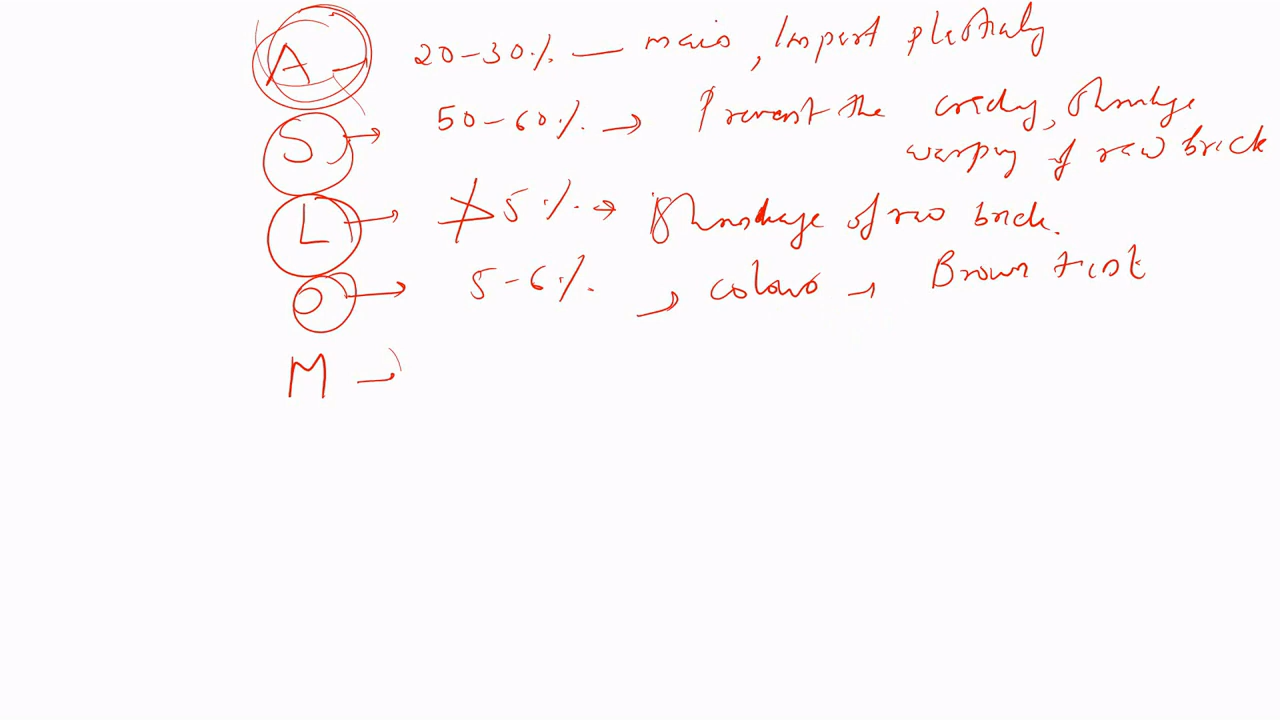 A 20-30% — main, Impart plasticity
S → 50-60% → Prevent the cracking, Shrinkage
warping of raw brick
L → ≯ 5% → Shrinkage of raw brick.
O → 5-6% → colour → Brown tint
M →